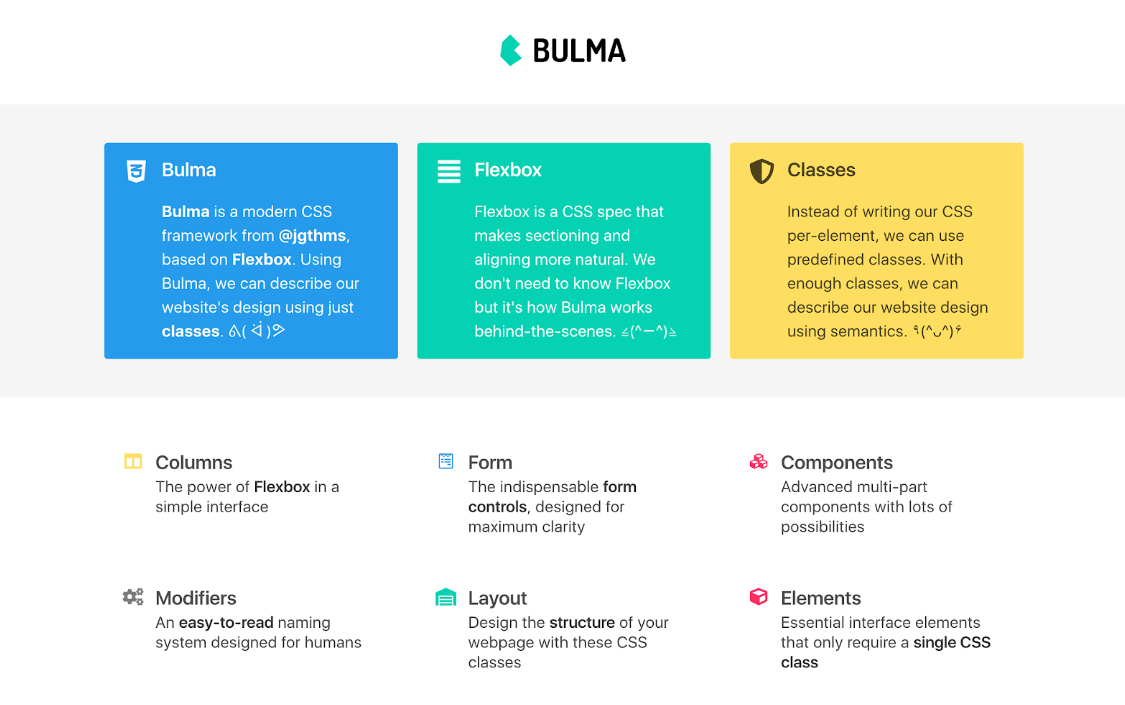 BULMA
Bulma
Bulma is a modern CSS
framework from @jgthms,
based on Flexbox. Using
Bulma, we can describe our
website's design using just
classes.
Flexbox
Flexbox is a CSS spec that
makes sectioning and
aligning more natural. We
don't need to know Flexbox
but it's how Bulma works
behind-the-scenes. ⦟(^ー^)⦞
Classes
Instead of writing our CSS
per-element, we can use
predefined classes. With
enough classes, we can
describe our website design
using semantics.
Columns
The power of Flexbox in a
simple interface
Form
The indispensable form
controls, designed for
maximum clarity
Components
Advanced multi-part
components with lots of
possibilities
Modifiers
An easy-to-read naming
system designed for humans
Layout
Design the structure of your
webpage with these CSS
classes
Elements
Essential interface elements
that only require a single CSS
class